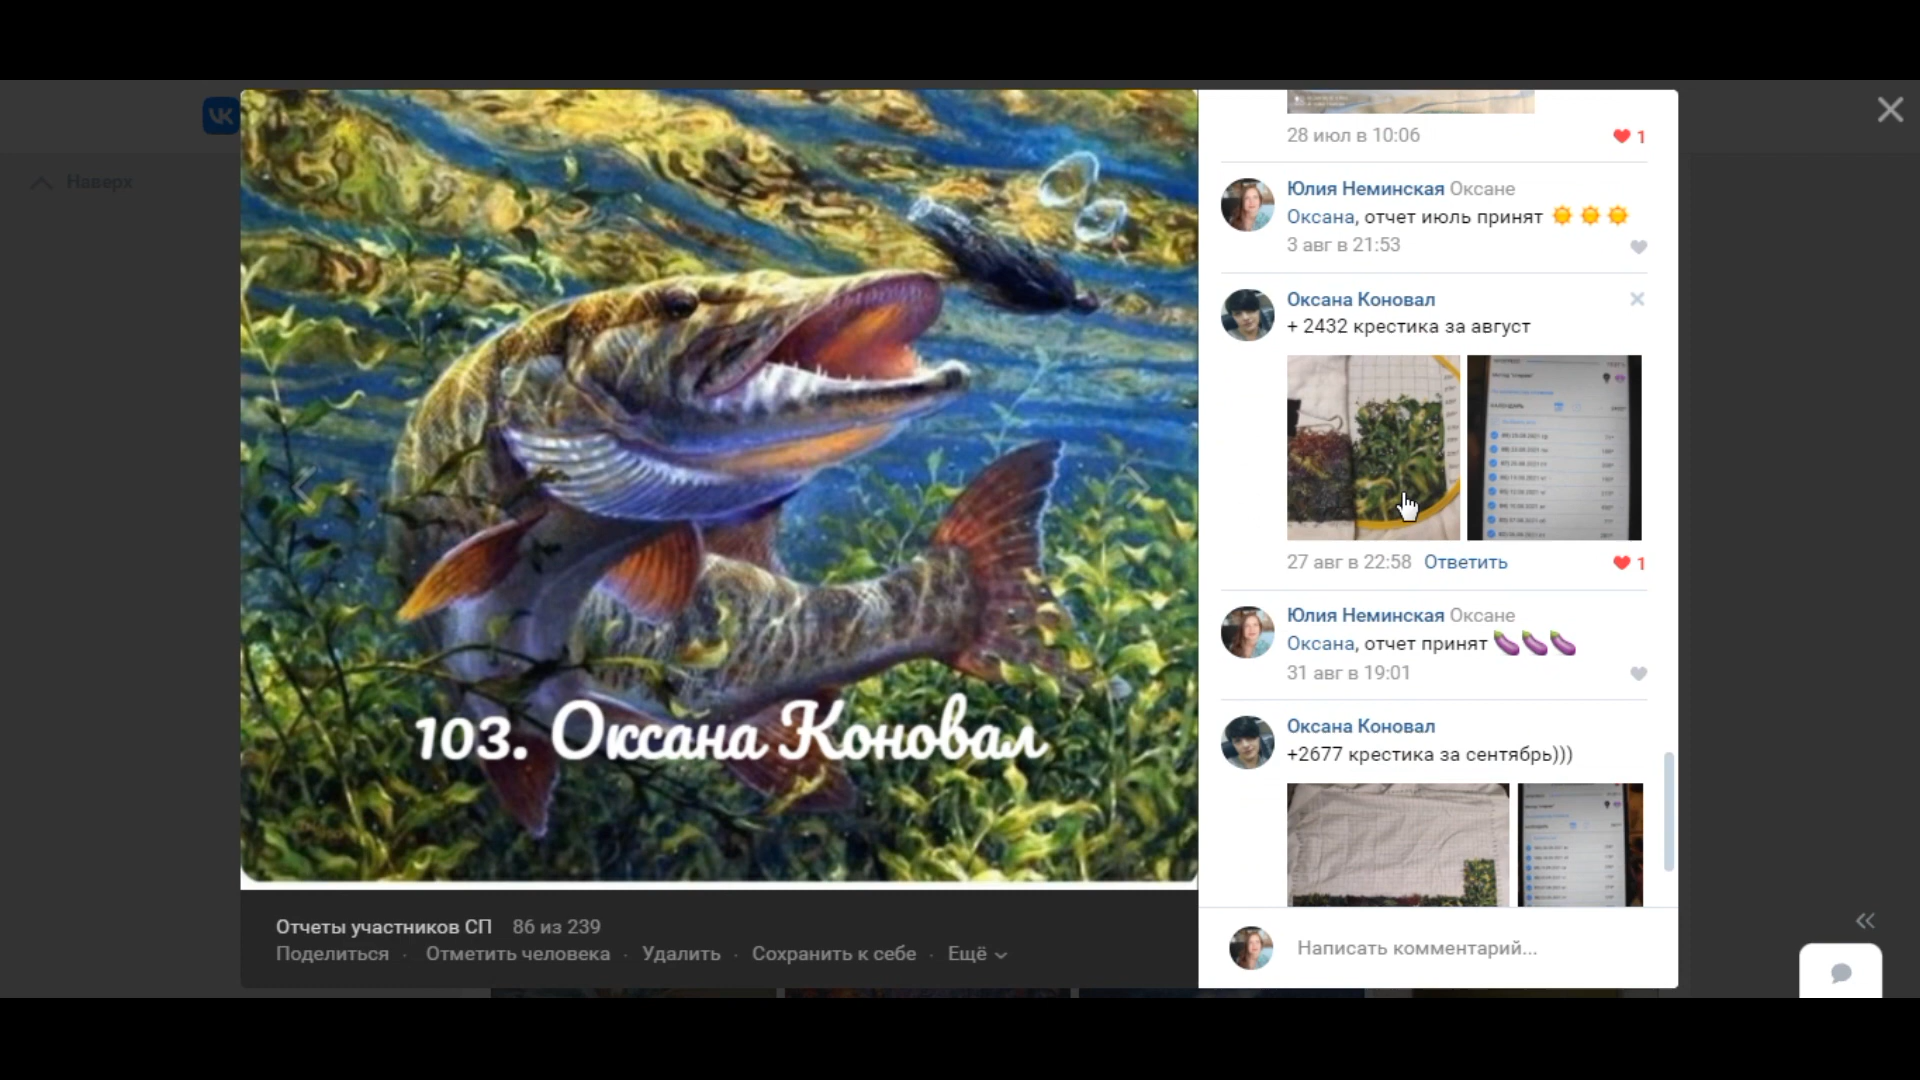 Наверх
103. Оксана Коновал
Отчеты участников СП 86 из 239
Поделиться · Отметить человека · Удалить · Сохранить к себе · Ещё
28 июл в 10:06
1
Юлия Неминская Оксане
Оксана, отчет июль принят ☀️☀️☀️
3 авг в 21:53
Оксана Коновал
+ 2432 крестика за август
27 авг в 22:58 Ответить
1
Юлия Неминская Оксане
Оксана, отчет принят 🍆🍆🍆
31 авг в 19:01
Оксана Коновал
+2677 крестика за сентябрь)))
Написать комментарий...